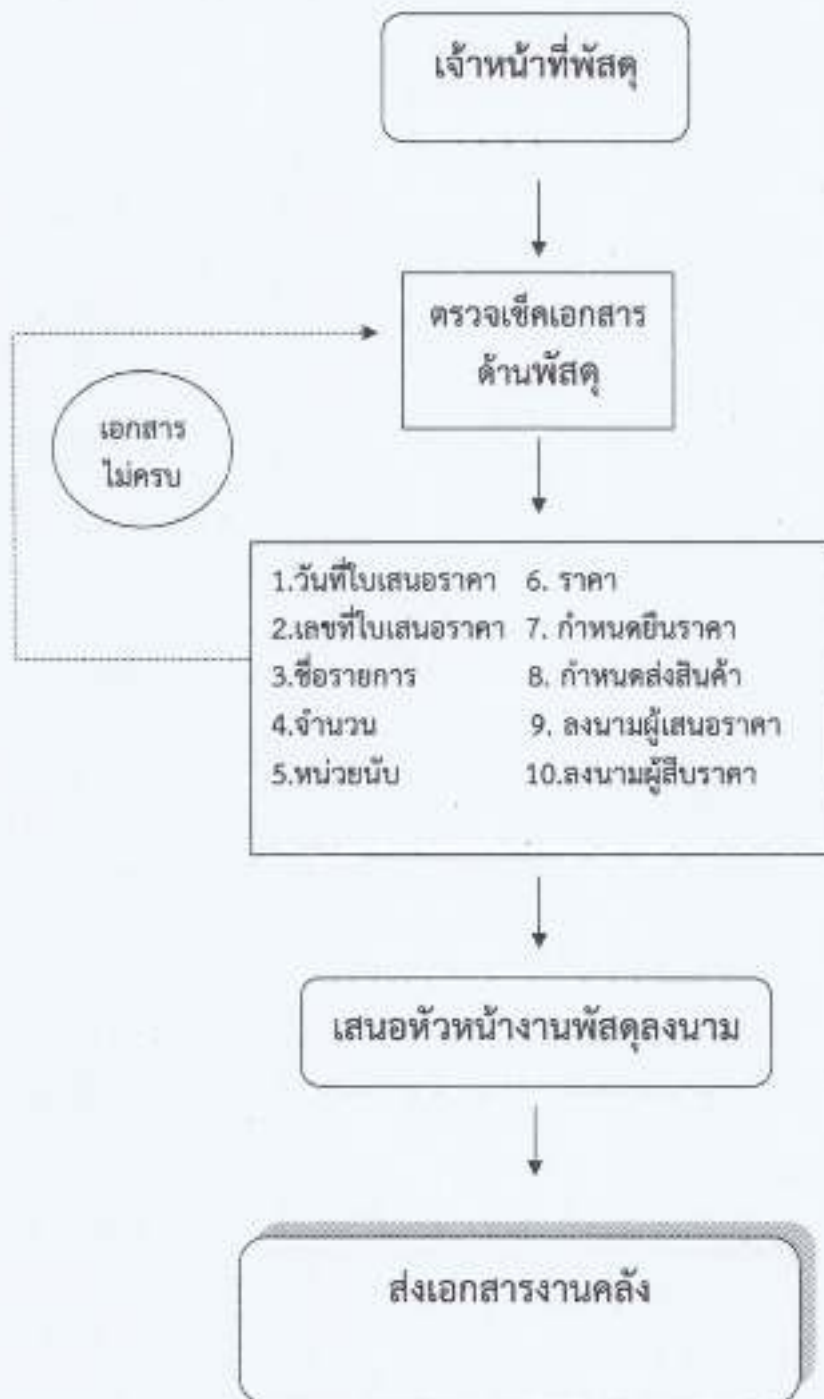 เจ้าหน้าที่พัสดุ
ตรวจเช็คเอกสาร
ด้านพัสดุ
เอกสาร
ไม่ครบ
1.วันที่ใบเสนอราคา 6. ราคา
2.เลขที่ใบเสนอราคา 7. กำหนดยืนราคา
3.ชื่อรายการ 8. กำหนดส่งสินค้า
4.จำนวน 9. ลงนามผู้เสนอราคา
5.หน่วยนับ 10.ลงนามผู้สืบราคา
เสนอหัวหน้างานพัสดุลงนาม
ส่งเอกสารงานคลัง